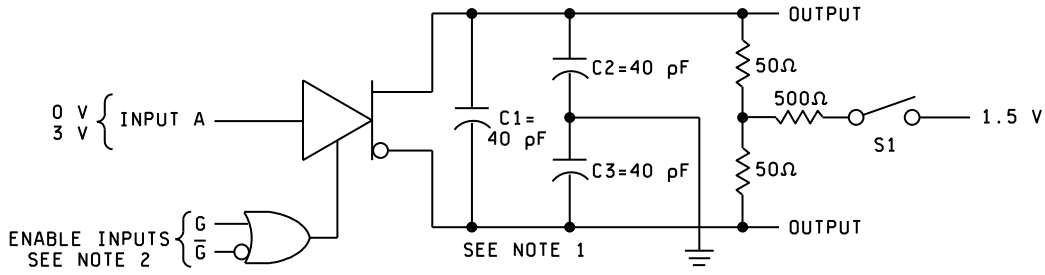 OUTPUT
C2=40 pF
50Ω
500Ω
0 V
3 V
INPUT A
C1=
40 pF
1.5 V
S1
C3=40 pF
50Ω
G
ENABLE INPUTS
SEE NOTE 2
G̅
SEE NOTE 1
OUTPUT